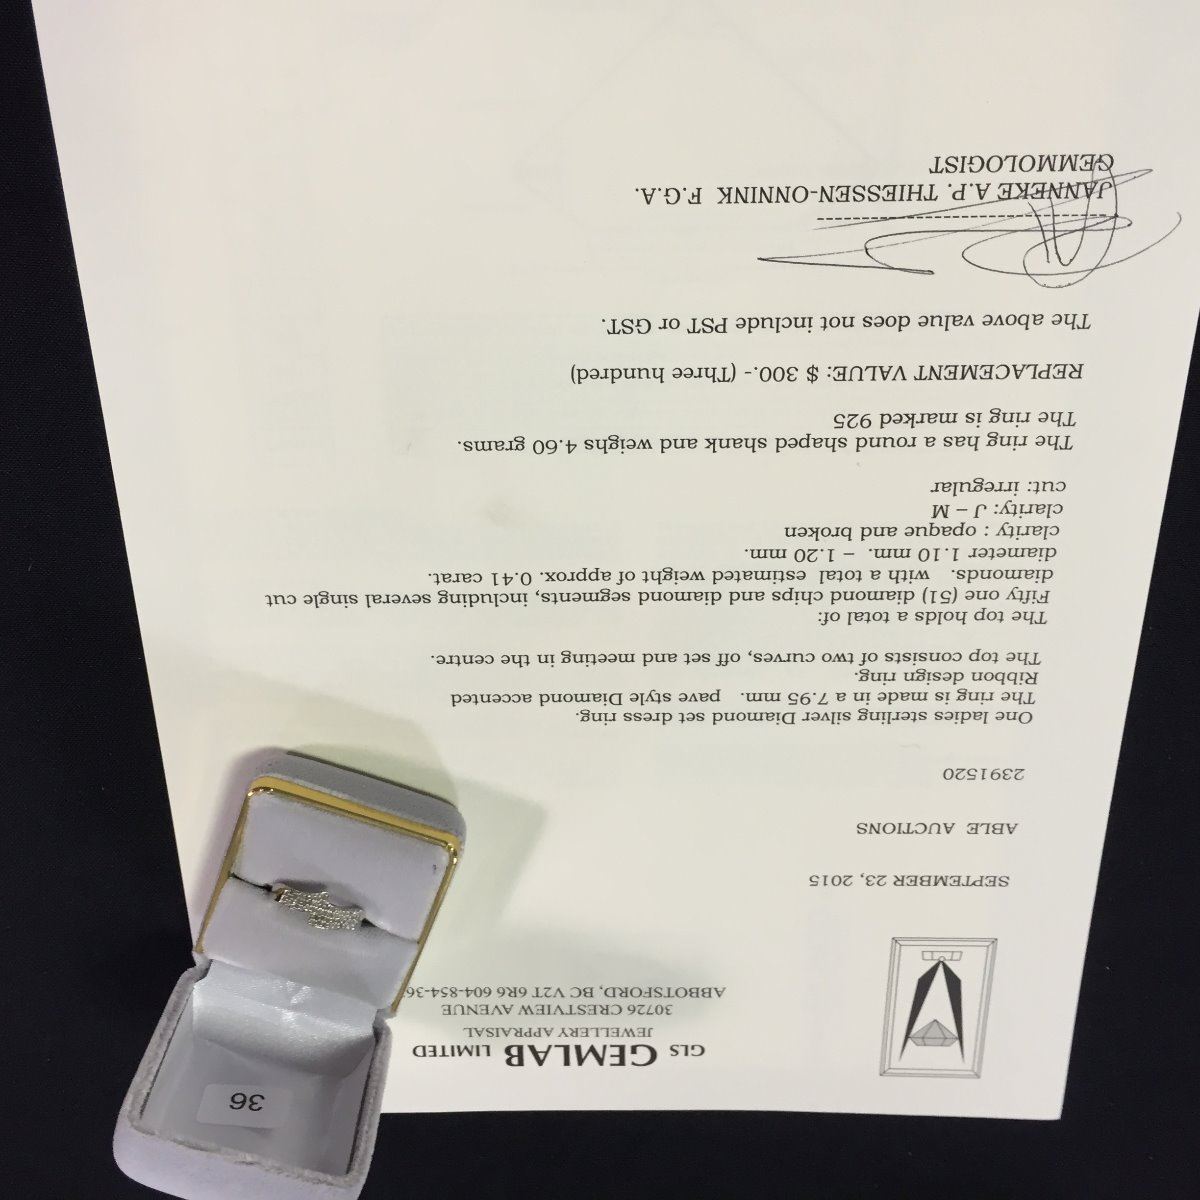 GLS GEMLAB LIMITED
JEWELLERY APPRAISAL
30726 CRESTVIEW AVENUE
ABBOTSFORD, BC V2T 6R6 604-854-36
SEPTEMBER 23, 2015
ABLE AUCTIONS
2391520
One ladies sterling silver Diamond set dress ring.
The ring is made in a 7.95 mm. pave style Diamond accented
Ribbon design ring.
The top consists of two curves, off set and meeting in the centre.
The top holds a total of:
Fifty one (51) diamond chips and diamond segments, including several single cut
diamonds. with a total estimated weight of approx. 0.41 carat.
diameter 1.10 mm. – 1.20 mm.
clarity : opaque and broken
clarity: J – M
cut: irregular
The ring has a round shaped shank and weighs 4.60 grams.
The ring is marked 925
REPLACEMENT VALUE: $ 300.- (Three hundred)
The above value does not include PST or GST.
JANNEKE A.P. THIESSEN-ONNINK F.G.A.
GEMMOLOGIST
36